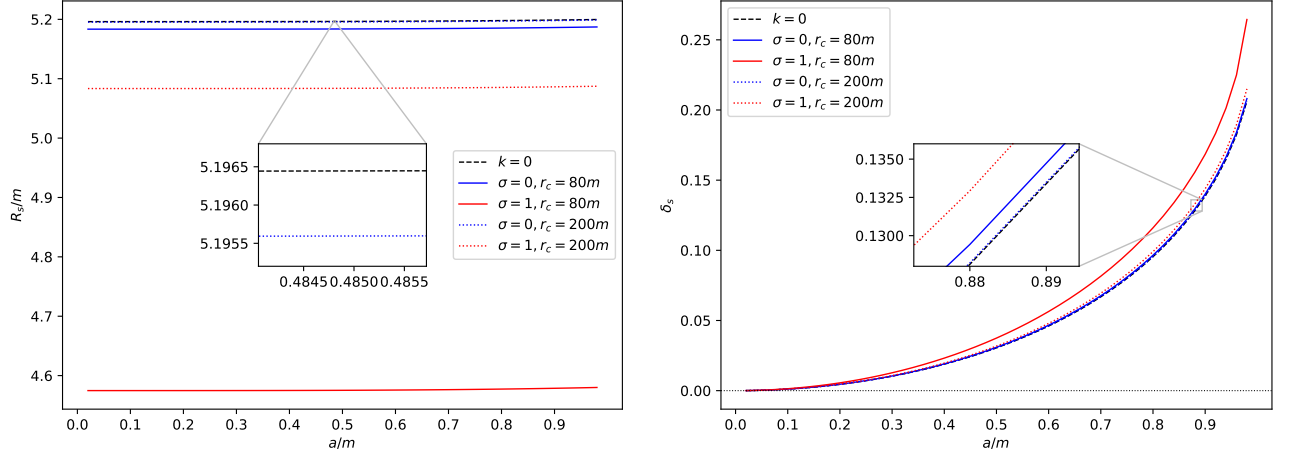 5.2
5.1
5.0
4.9
4.8
4.7
4.6
R_s/m
0.0 0.1 0.2 0.3 0.4 0.5 0.6 0.7 0.8 0.9
a/m
5.1965
5.1960
5.1955
0.4845 0.4850 0.4855
k = 0
σ = 0, r_c = 80m
σ = 1, r_c = 80m
σ = 0, r_c = 200m
σ = 1, r_c = 200m
0.25
0.20
0.15
0.10
0.05
0.00
δ_s
0.0 0.1 0.2 0.3 0.4 0.5 0.6 0.7 0.8 0.9
a/m
k = 0
σ = 0, r_c = 80m
σ = 1, r_c = 80m
σ = 0, r_c = 200m
σ = 1, r_c = 200m
0.1350
0.1325
0.1300
0.88 0.89